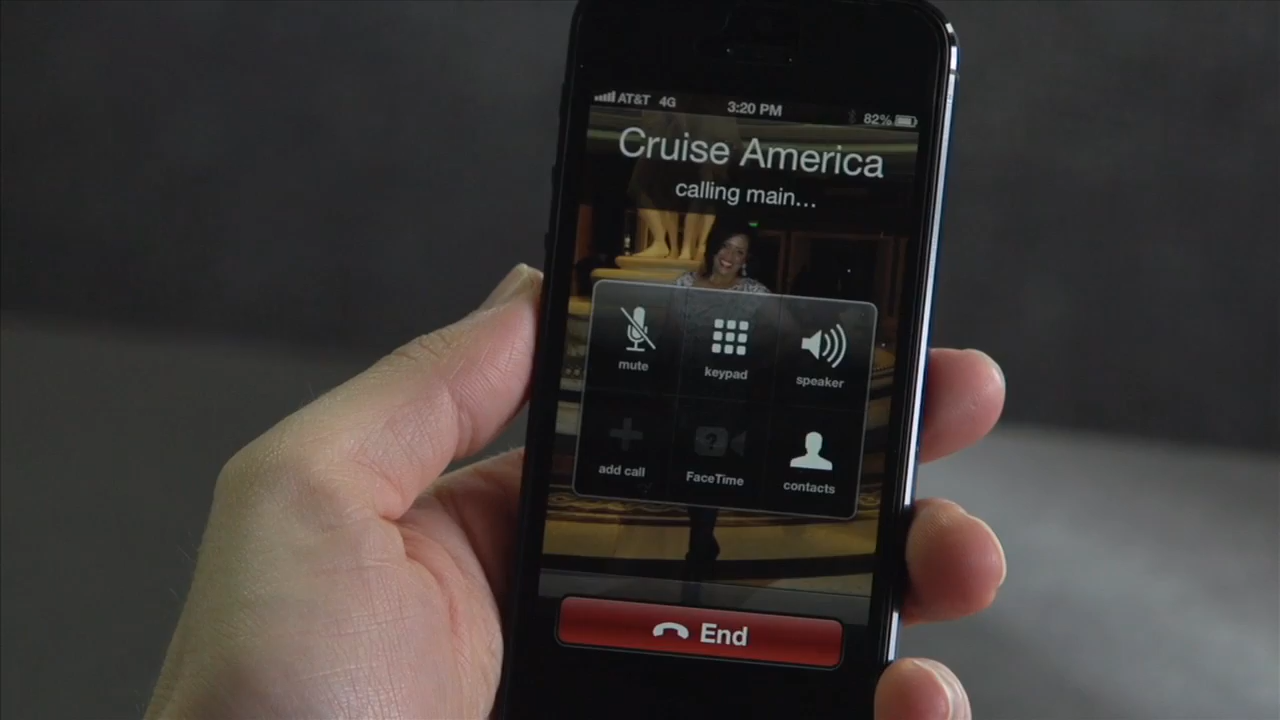 AT&T 4G 3:20 PM 82%
Cruise America
calling main...
mute keypad speaker
add call FaceTime contacts
End